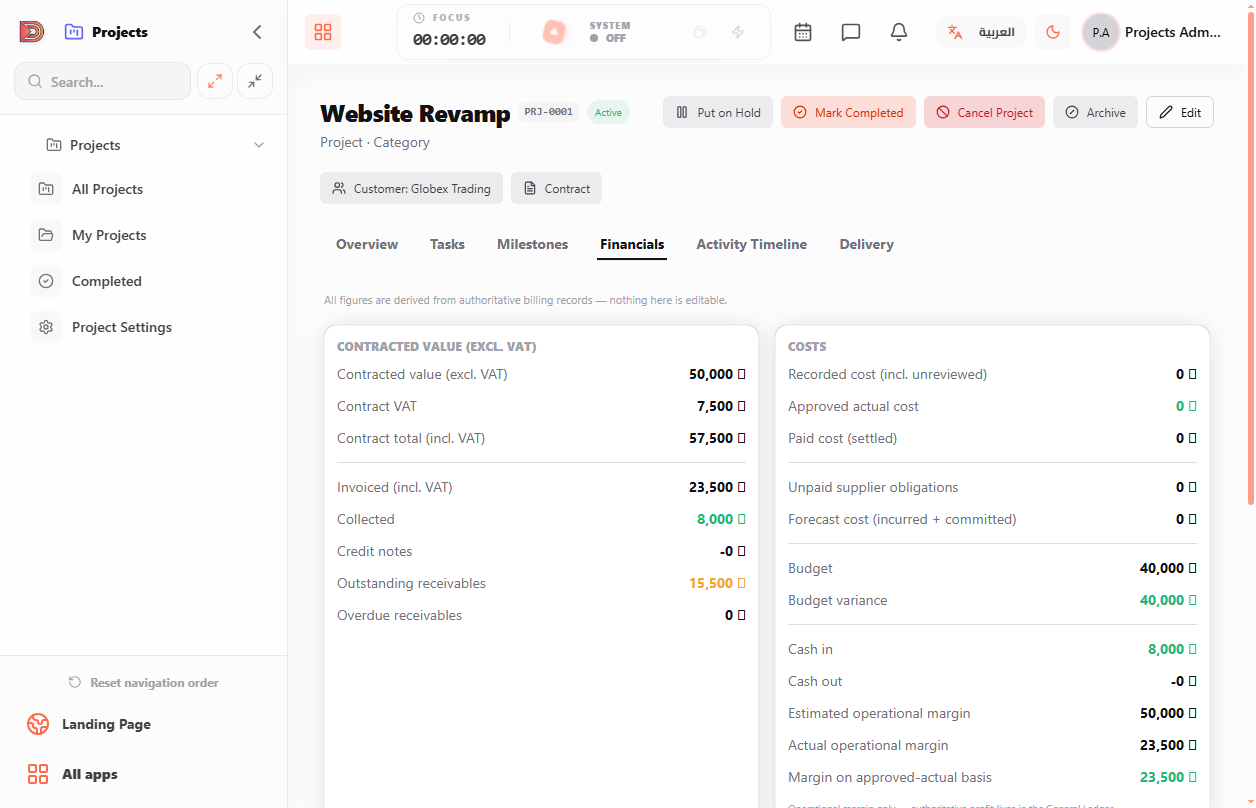 Projects
Search...
Projects
All Projects
My Projects
Completed
Project Settings
Reset navigation order
Landing Page
All apps
FOCUS
00:00:00
SYSTEM
OFF
العربية
P.A
Projects Adm...
Website Revamp
PRJ-0001
Active
Put on Hold
Mark Completed
Cancel Project
Archive
Edit
Project · Category
Customer: Globex Trading
Contract
Overview
Tasks
Milestones
Financials
Activity Timeline
Delivery
All figures are derived from authoritative billing records — nothing here is editable.
CONTRACTED VALUE (EXCL. VAT)
Contracted value (excl. VAT) 50,000
Contract VAT 7,500
Contract total (incl. VAT) 57,500
Invoiced (incl. VAT) 23,500
Collected 8,000
Credit notes -0
Outstanding receivables 15,500
Overdue receivables 0
COSTS
Recorded cost (incl. unreviewed) 0
Approved actual cost 0
Paid cost (settled) 0
Unpaid supplier obligations 0
Forecast cost (incurred + committed) 0
Budget 40,000
Budget variance 40,000
Cash in 8,000
Cash out -0
Estimated operational margin 50,000
Actual operational margin 23,500
Margin on approved-actual basis 23,500